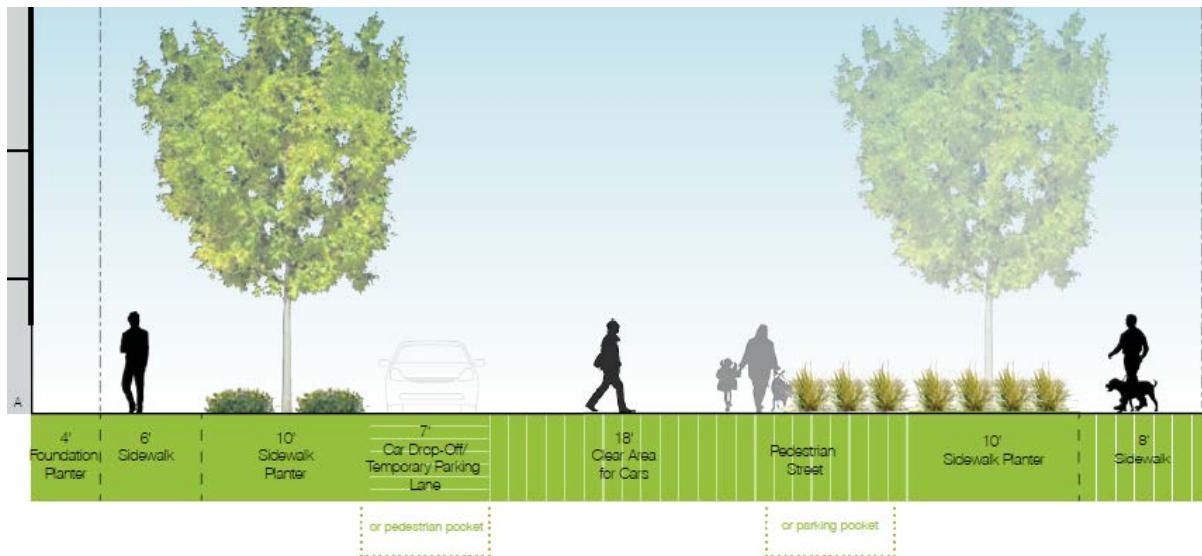 A
4'
Foundation
Planter
6'
Sidewalk
10'
Sidewalk
Planter
7'
Car Drop-Off/
Temporary Parking
Lane
18'
Clear Area
for Cars
Pedestrian
Street
10'
Sidewalk Planter
8'
Sidewalk
or pedestrian pocket
or parking pocket